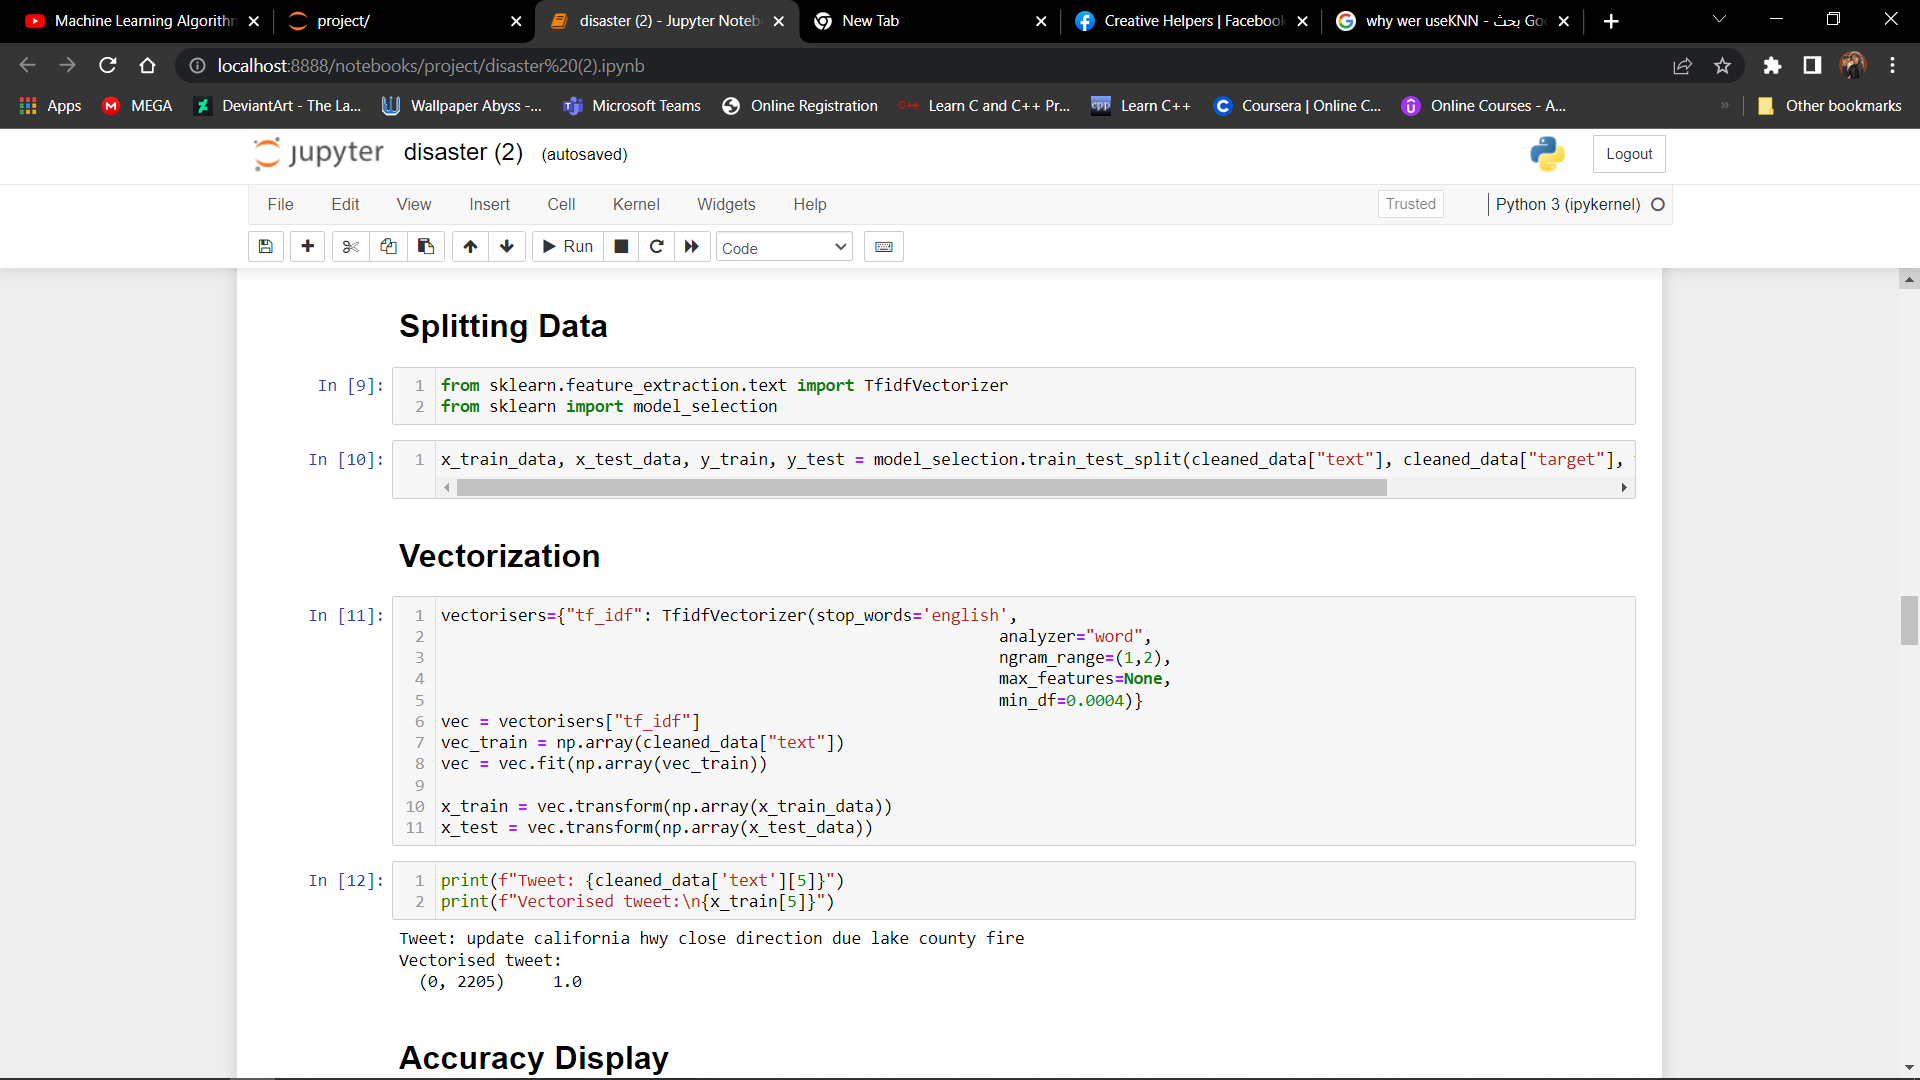 Machine Learning Algorithm
project/
disaster (2) - Jupyter Noteb
New Tab
Creative Helpers | Facebook
why wer useKNN - بحث Go
localhost:8888/notebooks/project/disaster%20(2).ipynb
Apps
MEGA
DeviantArt - The La...
Wallpaper Abyss -...
Microsoft Teams
Online Registration
Learn C and C++ Pr...
Learn C++
Coursera | Online C...
Online Courses - A...
»
Other bookmarks
jupyter disaster (2) (autosaved)
Logout
File Edit View Insert Cell Kernel Widgets Help
Trusted
Python 3 (ipykernel)
Run
Code
Splitting Data
In [9]:
1 from sklearn.feature_extraction.text import TfidfVectorizer
2 from sklearn import model_selection
In [10]:
1 x_train_data, x_test_data, y_train, y_test = model_selection.train_test_split(cleaned_data["text"], cleaned_data["target"],
Vectorization
In [11]:
1 vectorisers={"tf_idf": TfidfVectorizer(stop_words='english',
2 analyzer="word",
3 ngram_range=(1,2),
4 max_features=None,
5 min_df=0.0004)}
6 vec = vectorisers["tf_idf"]
7 vec_train = np.array(cleaned_data["text"])
8 vec = vec.fit(np.array(vec_train))
9
10 x_train = vec.transform(np.array(x_train_data))
11 x_test = vec.transform(np.array(x_test_data))
In [12]:
1 print(f"Tweet: {cleaned_data['text'][5]}")
2 print(f"Vectorised tweet:\n{x_train[5]}")
Tweet: update california hwy close direction due lake county fire
Vectorised tweet:
(0, 2205) 1.0
Accuracy Display